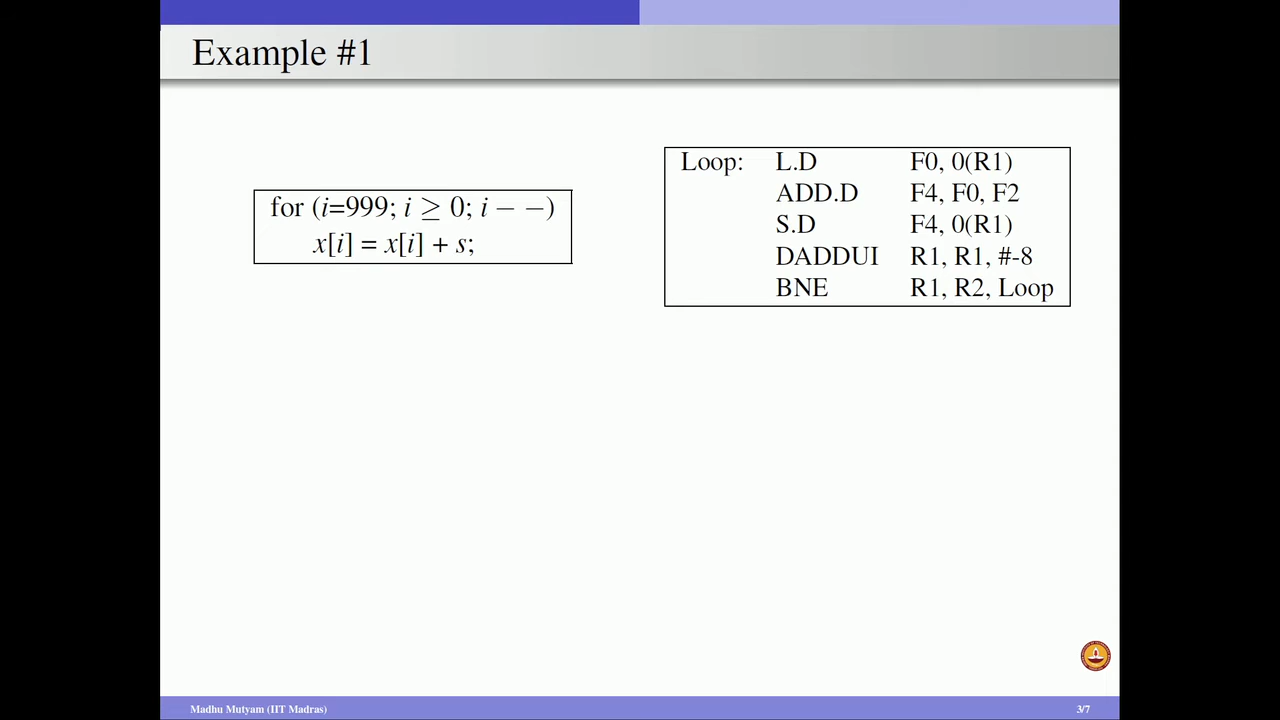 Example #1
for (i=999; i ≥ 0; i − −)
x[i] = x[i] + s;
Loop: L.D F0, 0(R1)
ADD.D F4, F0, F2
S.D F4, 0(R1)
DADDUI R1, R1, #-8
BNE R1, R2, Loop
Madhu Mutyam (IIT Madras) 3/7